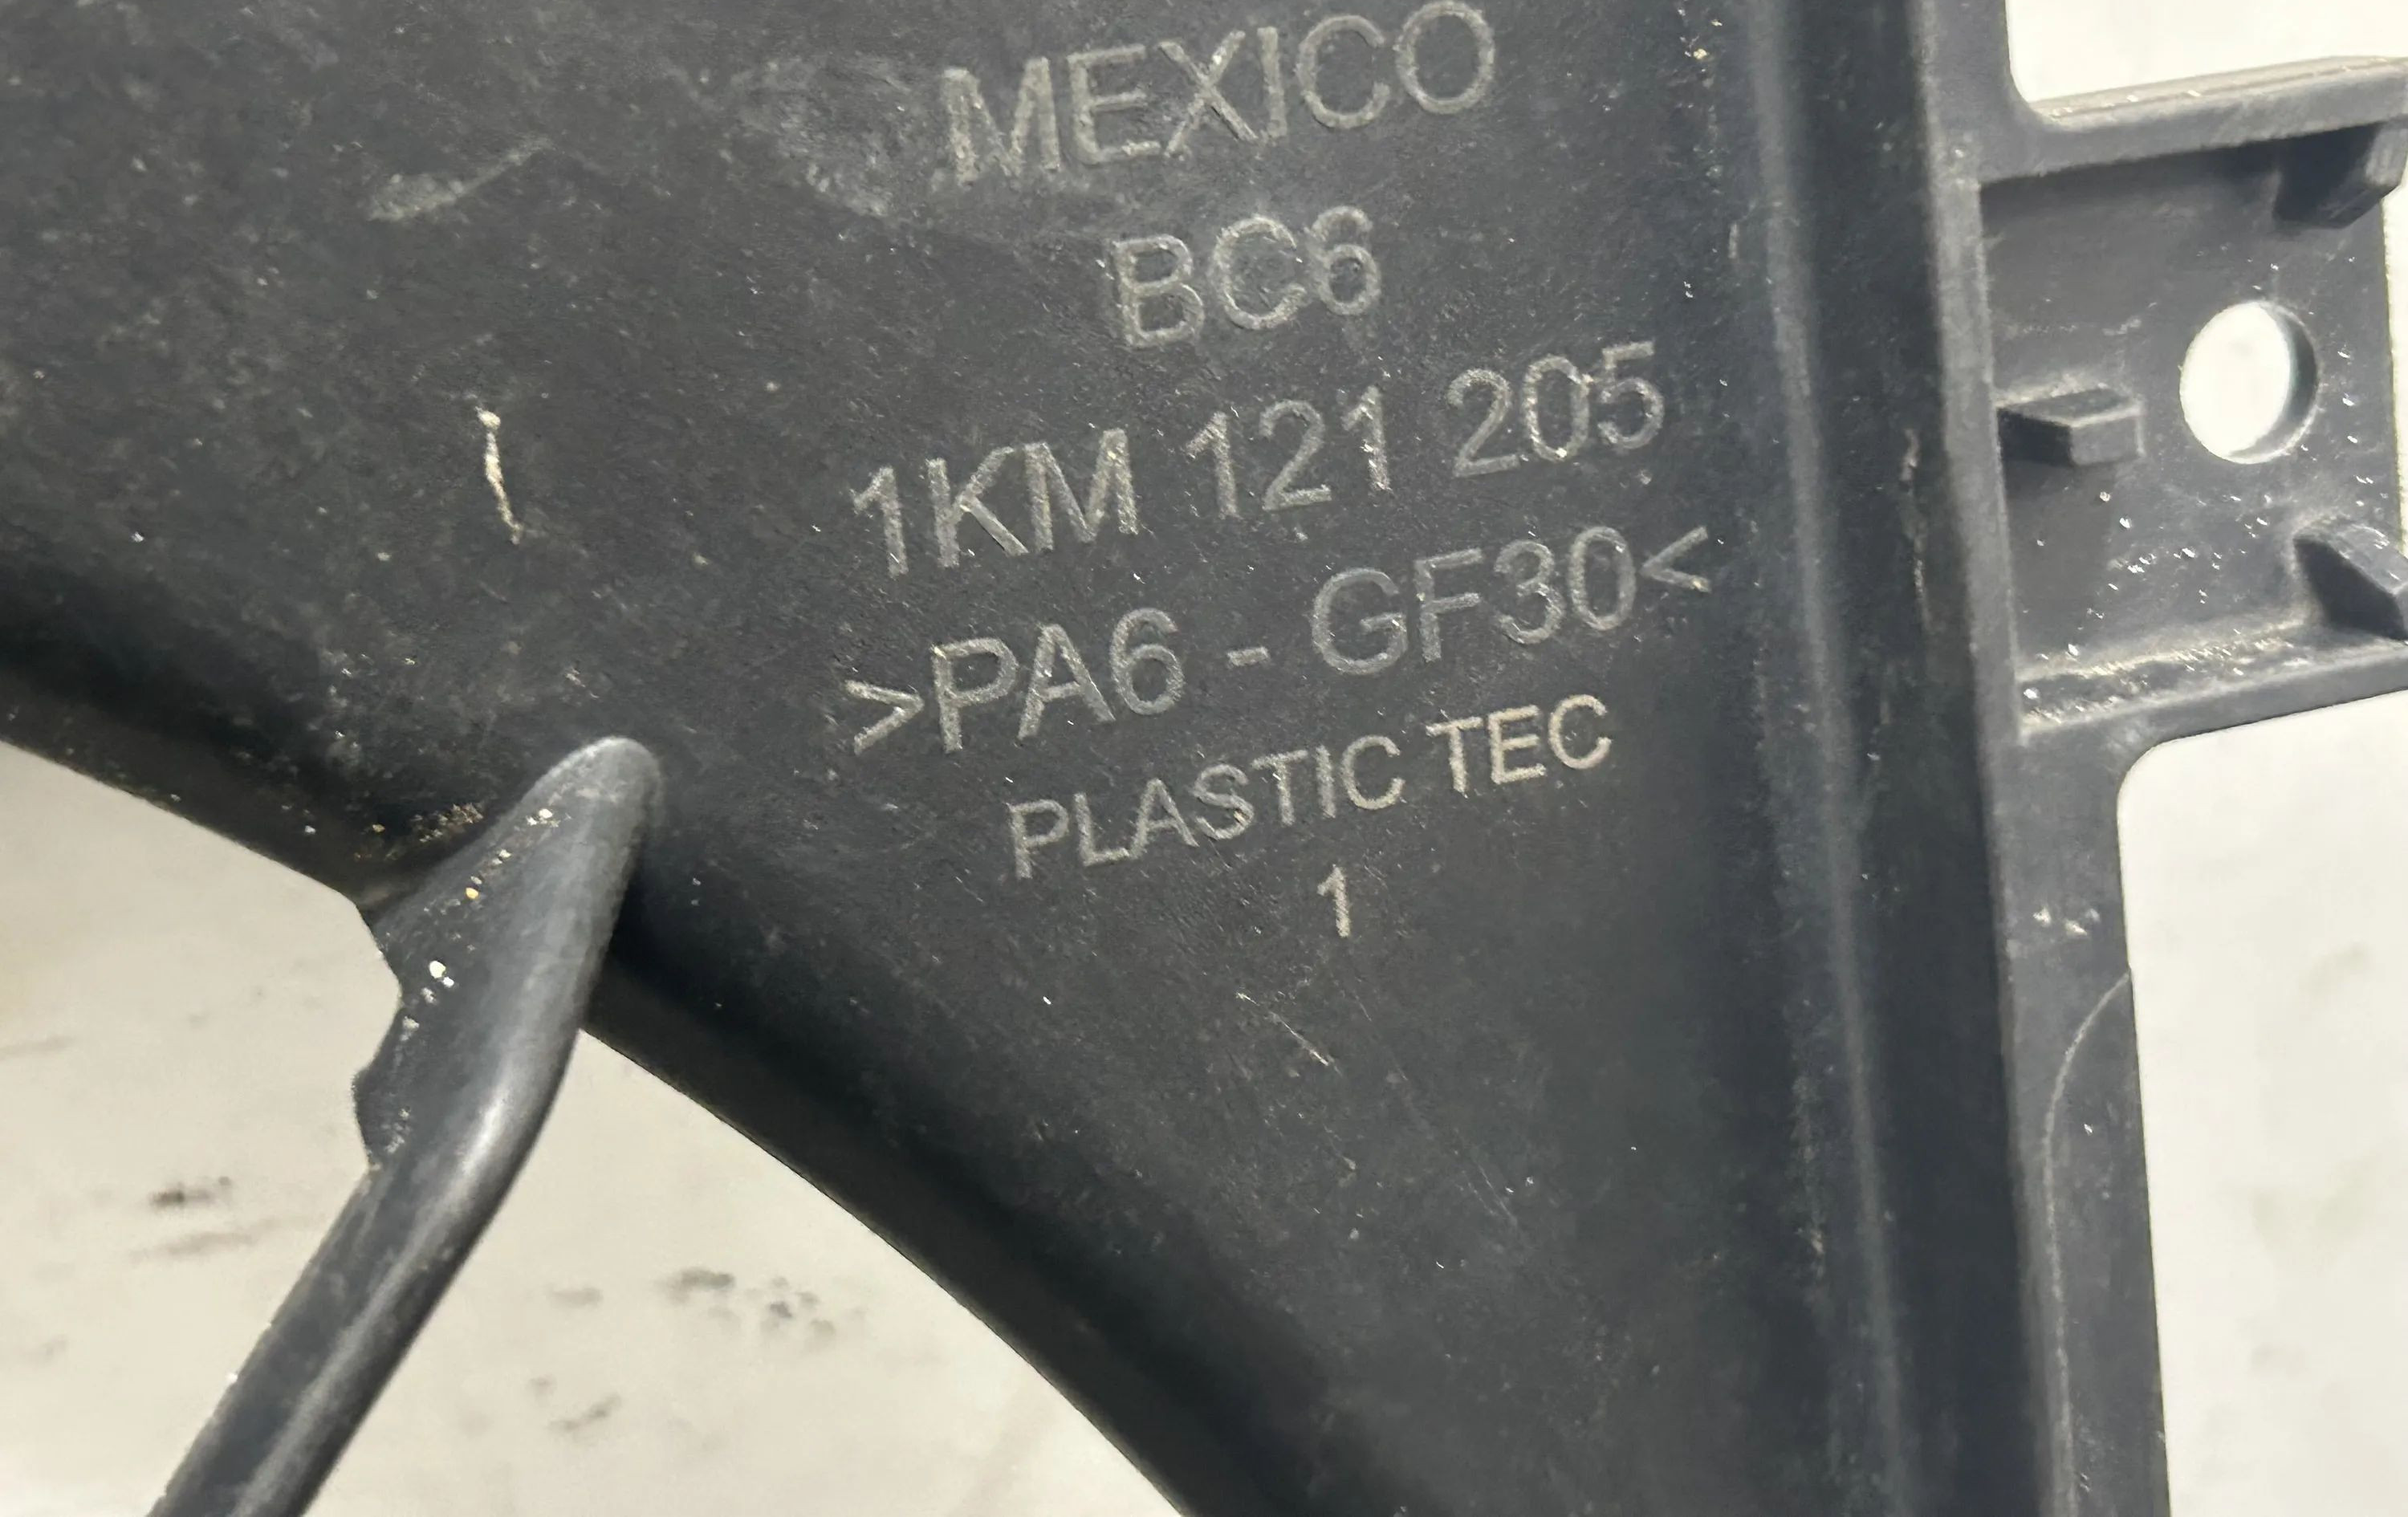 MEXICO
BC6
1KM 121 205
>PA6 - GF30<
PLASTIC TEC
1